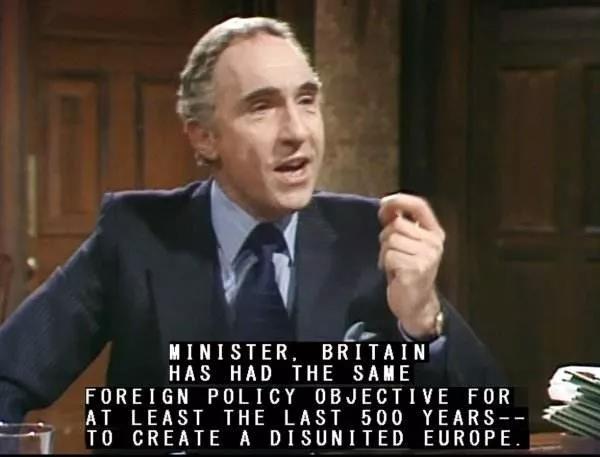 MINISTER, BRITAIN
HAS HAD THE SAME
FOREIGN POLICY OBJECTIVE FOR
AT LEAST THE LAST 500 YEARS--
TO CREATE A DISUNITED EUROPE.